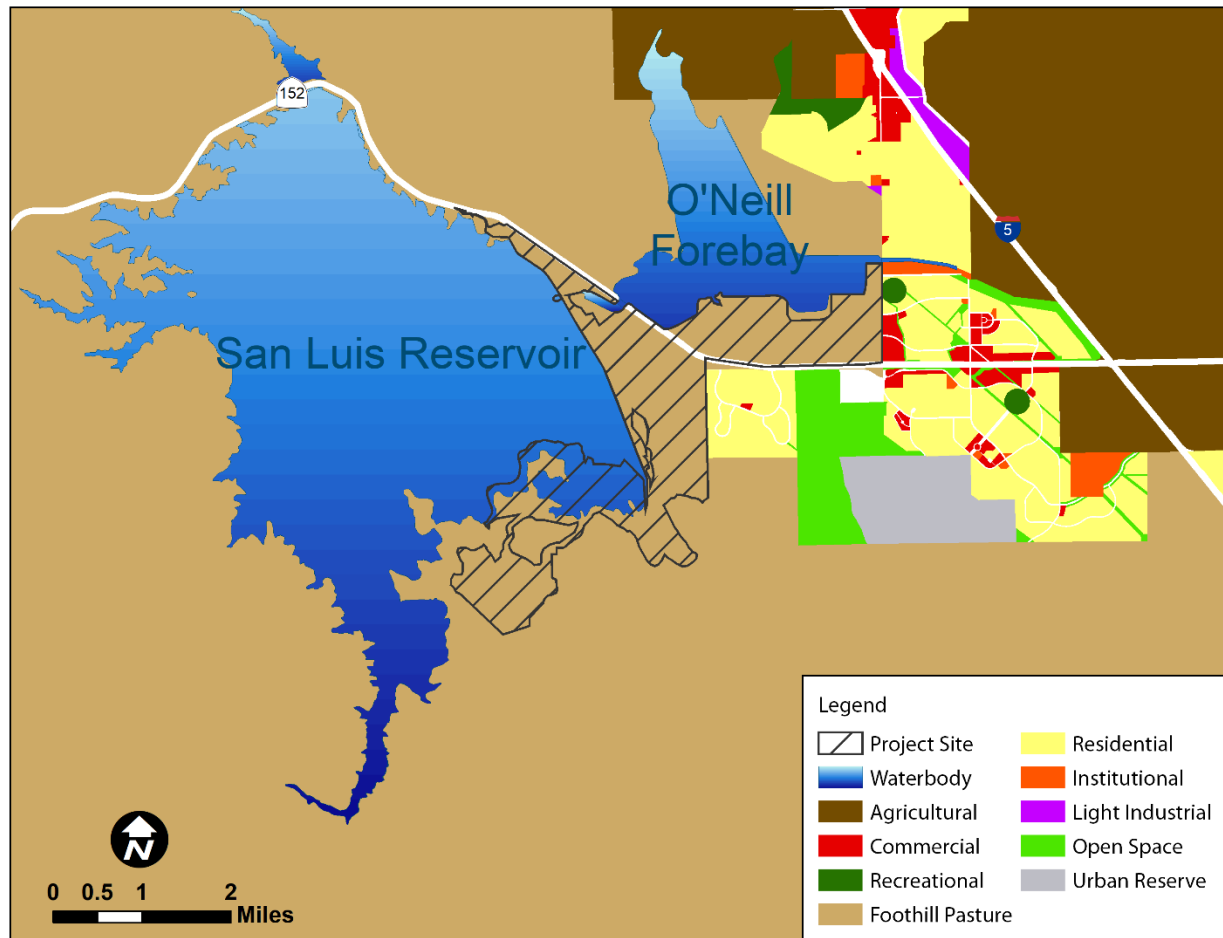 152
O'Neill
Forebay
5
San Luis Reservoir
Legend
Project Site
Waterbody
Agricultural
Commercial
Recreational
Foothill Pasture
Residential
Institutional
Light Industrial
Open Space
Urban Reserve
N
0 0.5 1 2
Miles